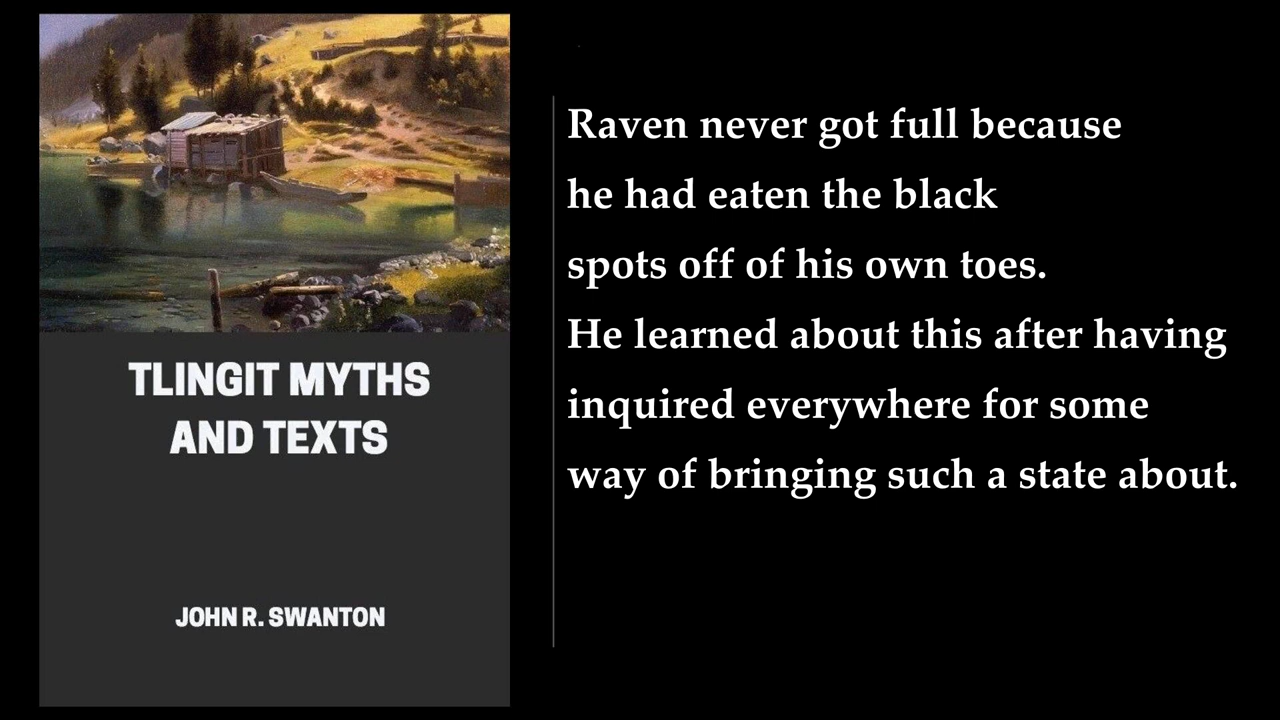 TLINGIT MYTHS
AND TEXTS
JOHN R. SWANTON
Raven never got full because
he had eaten the black
spots off of his own toes.
He learned about this after having
inquired everywhere for some
way of bringing such a state about.